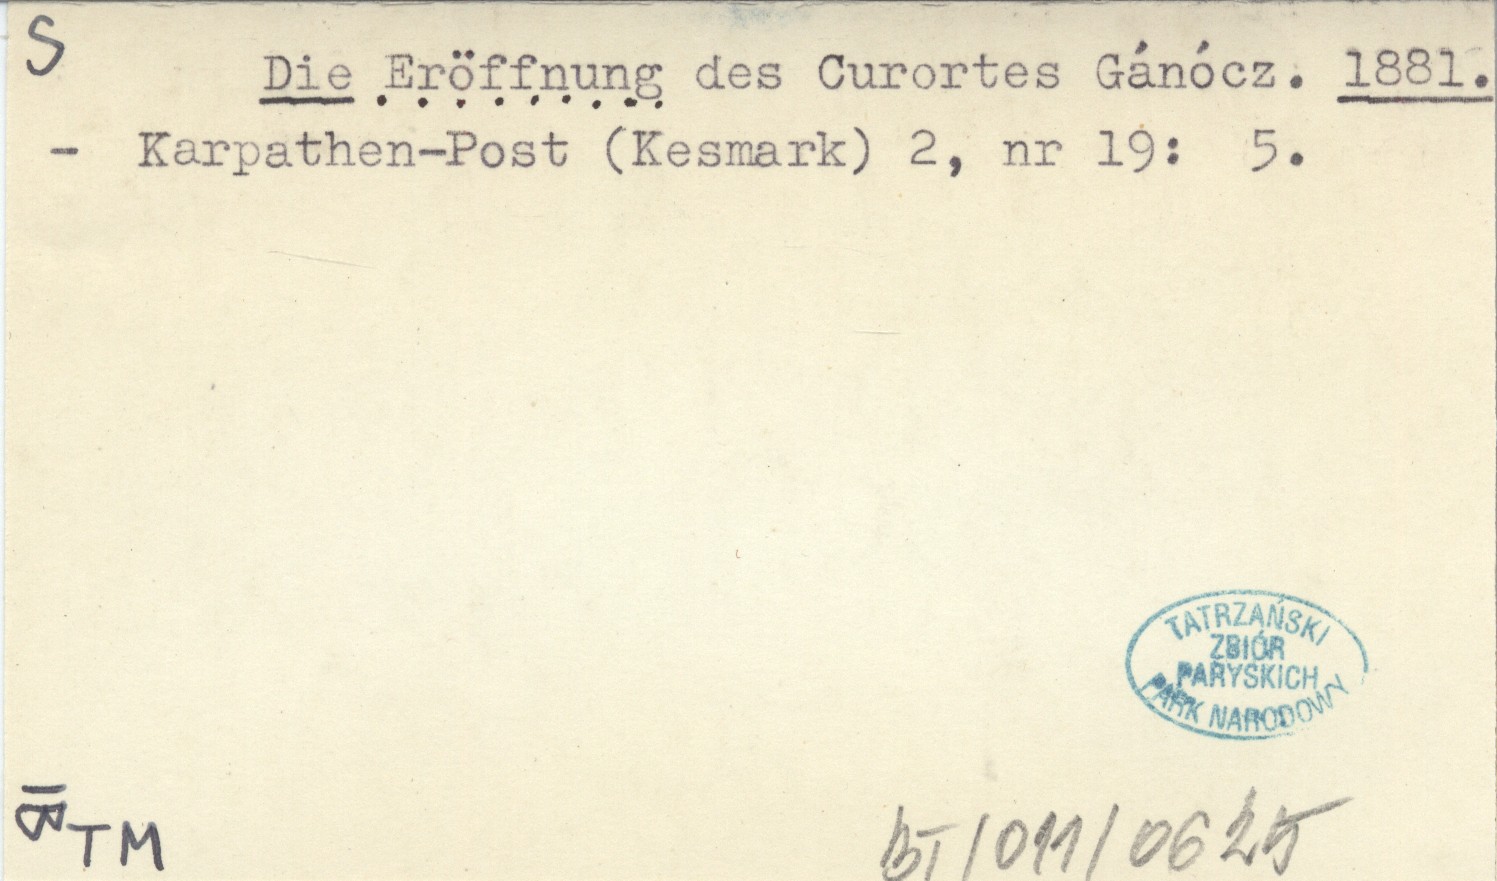 S
Die Eröffnung des Curortes Gánócz. 1881.
- Karpathen-Post (Kesmark) 2, nr 19: 5.
TATRZAŃSKI
ZBIÓR
PARYSKICH
PARK NARODOWY
TM
BI/011/0625